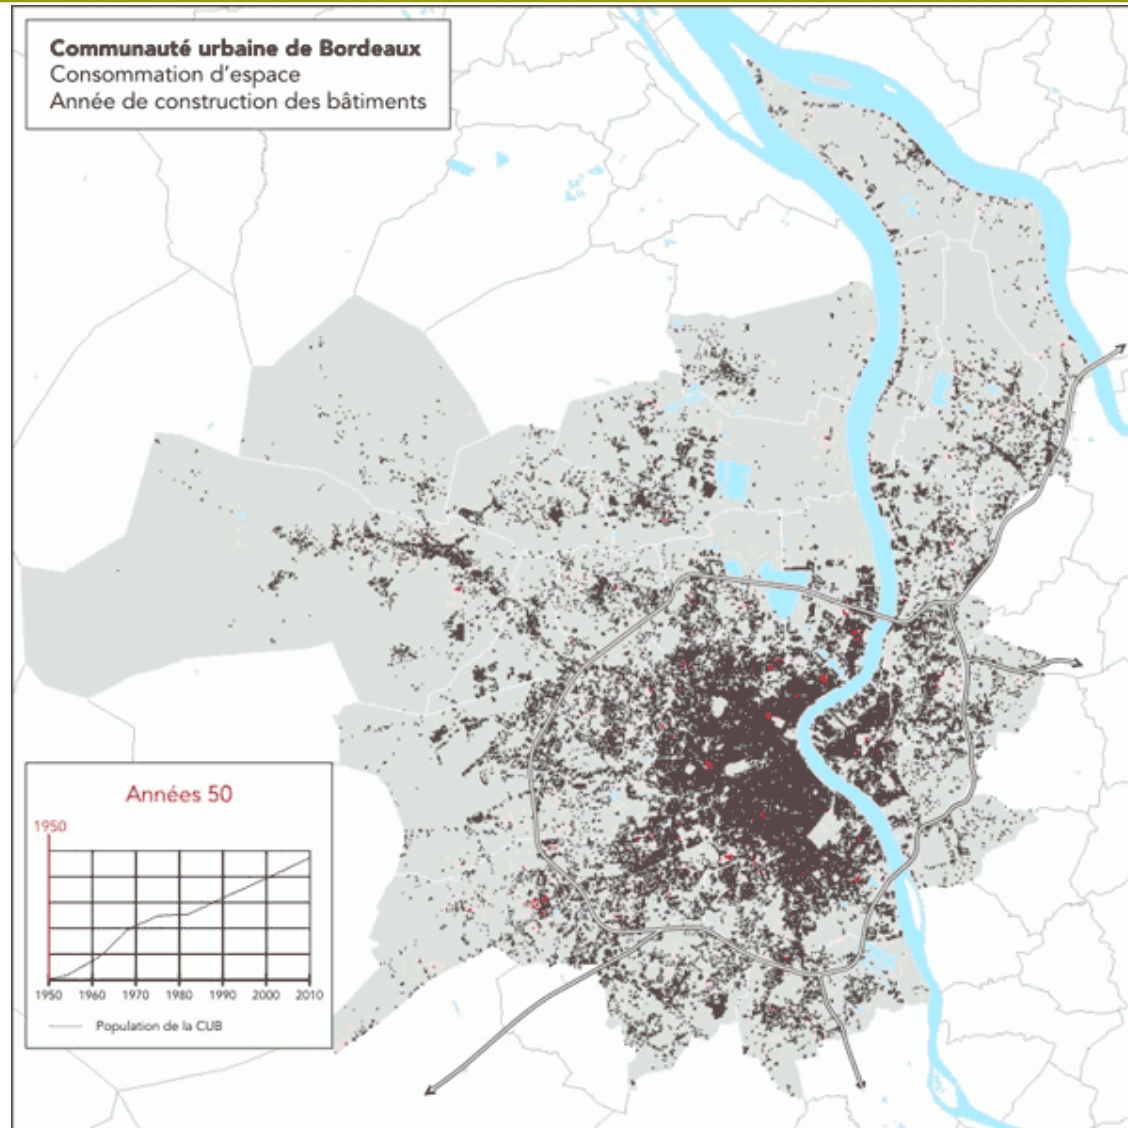 Communauté urbaine de Bordeaux
Consommation d'espace
Année de construction des bâtiments
Années 50
1950
1950 1960 1970 1980 1990 2000 2010
Population de la CUB